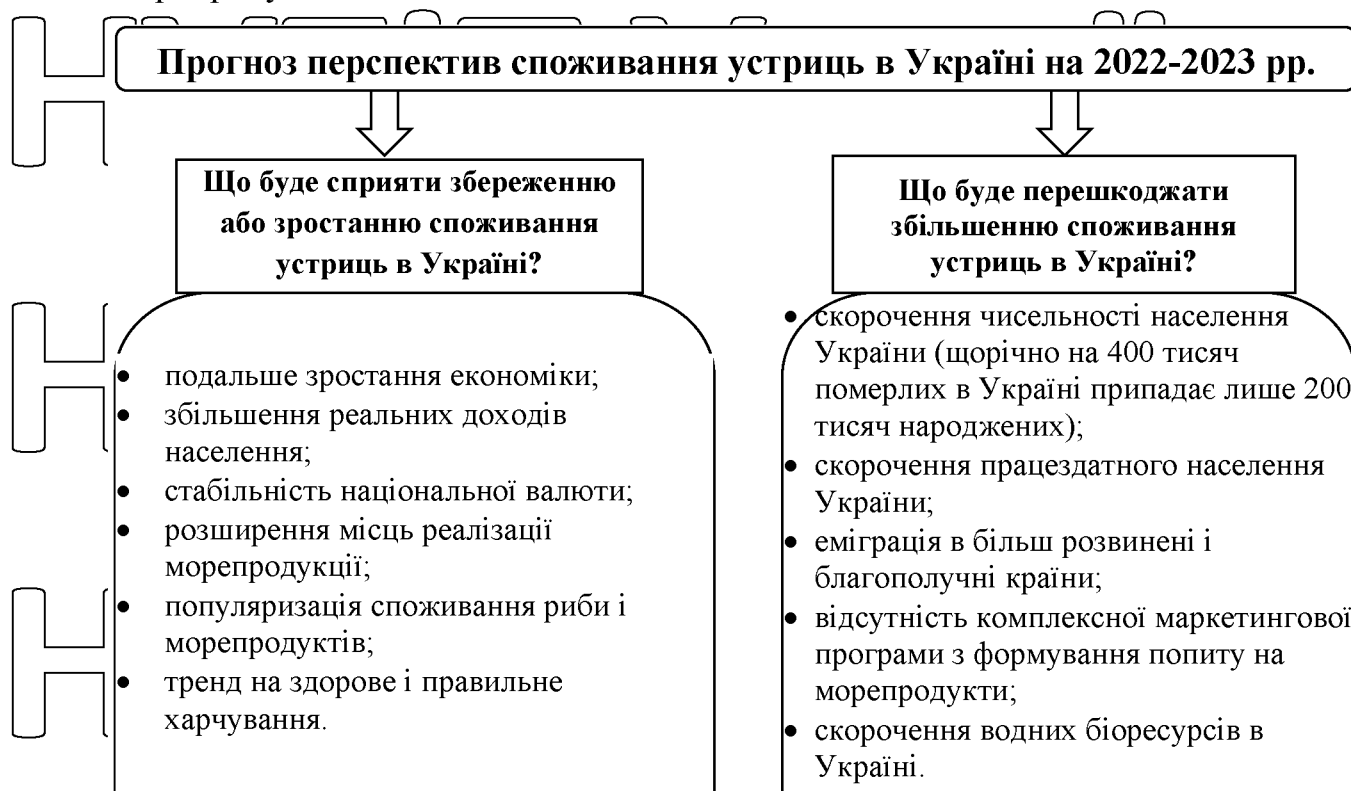 Прогноз перспектив споживання устриць в Україні на 2022-2023 рр.
Що буде сприяти збереженню
або зростанню споживання
устриць в Україні?
• подальше зростання економіки;
• збільшення реальних доходів
населення;
• стабільність національної валюти;
• розширення місць реалізації
морепродукції;
• популяризація споживання риби і
морепродуктів;
• тренд на здорове і правильне
харчування.
Що буде перешкоджати
збільшенню споживання
устриць в Україні?
• скорочення чисельності населення
України (щорічно на 400 тисяч
померлих в Україні припадає лише 200
тисяч народжених);
• скорочення працездатного населення
України;
• еміграція в більш розвинені і
благополучні країни;
• відсутність комплексної маркетингової
програми з формування попиту на
морепродукти;
• скорочення водних біоресурсів в
Україні.